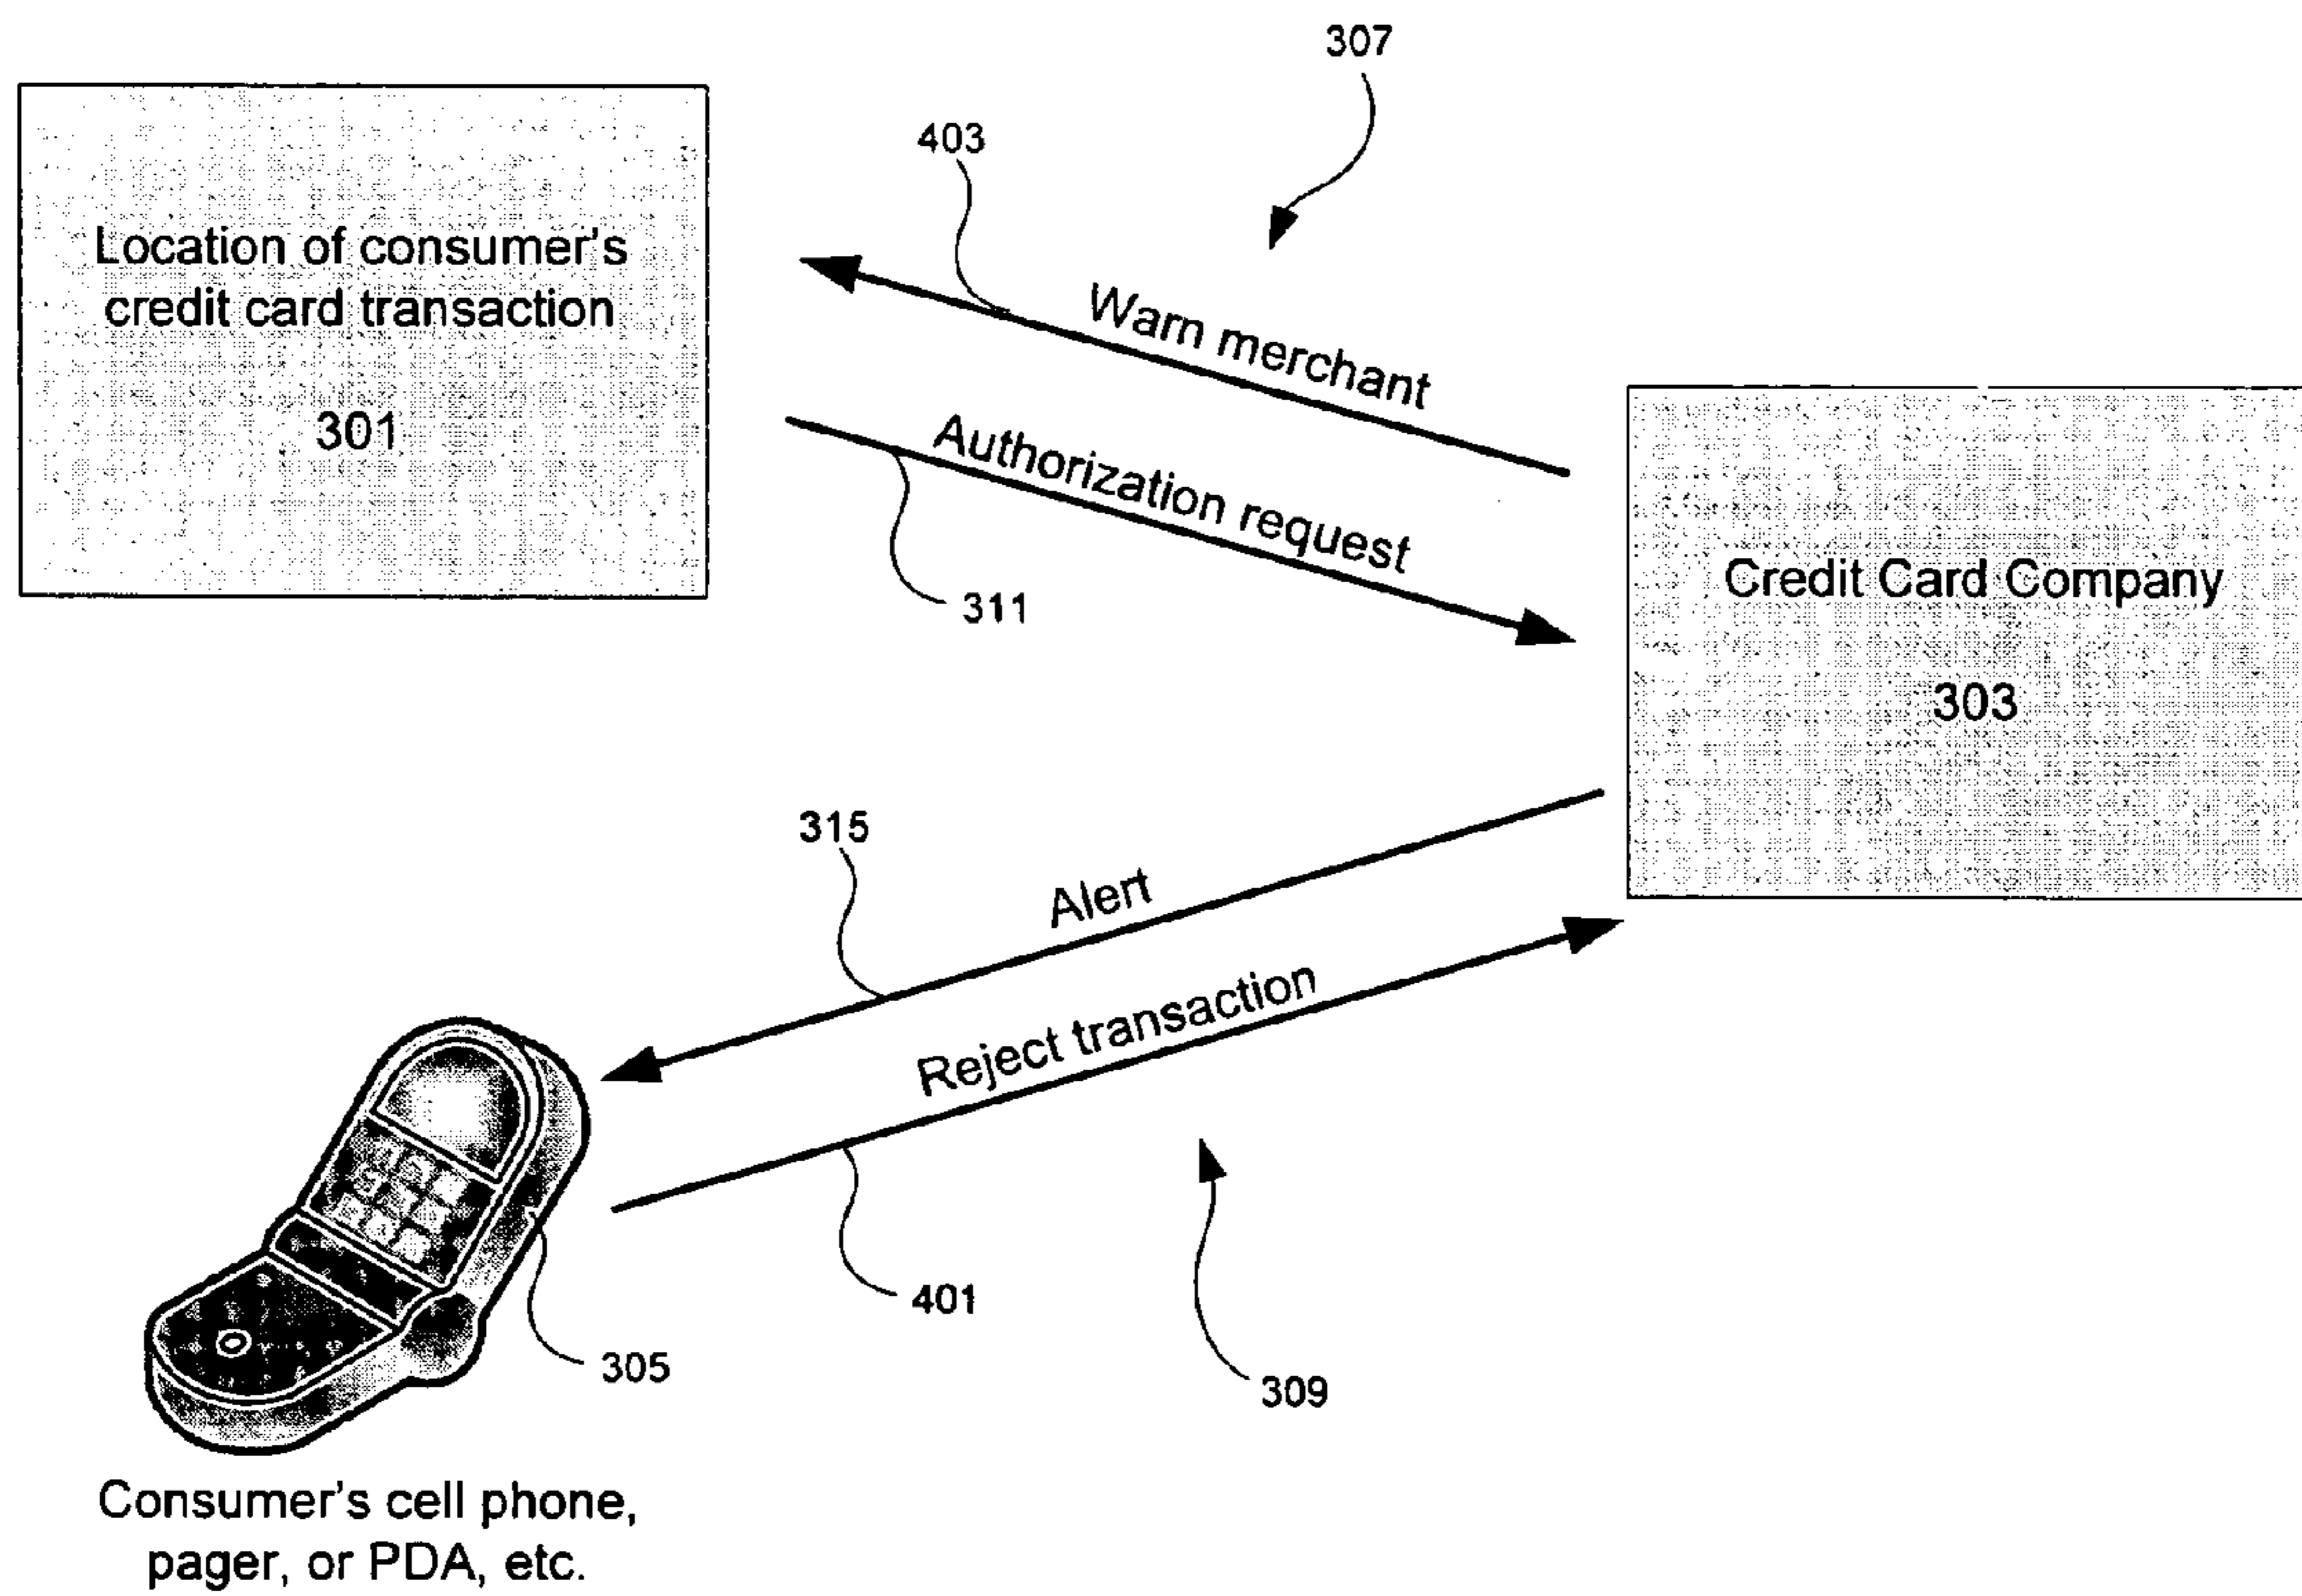 307
403
Location of consumer's
credit card transaction
301
Warn merchant
Authorization request
311
Credit Card Company
303
315
Alert
Reject transaction
401
305
309
Consumer's cell phone,
pager, or PDA, etc.